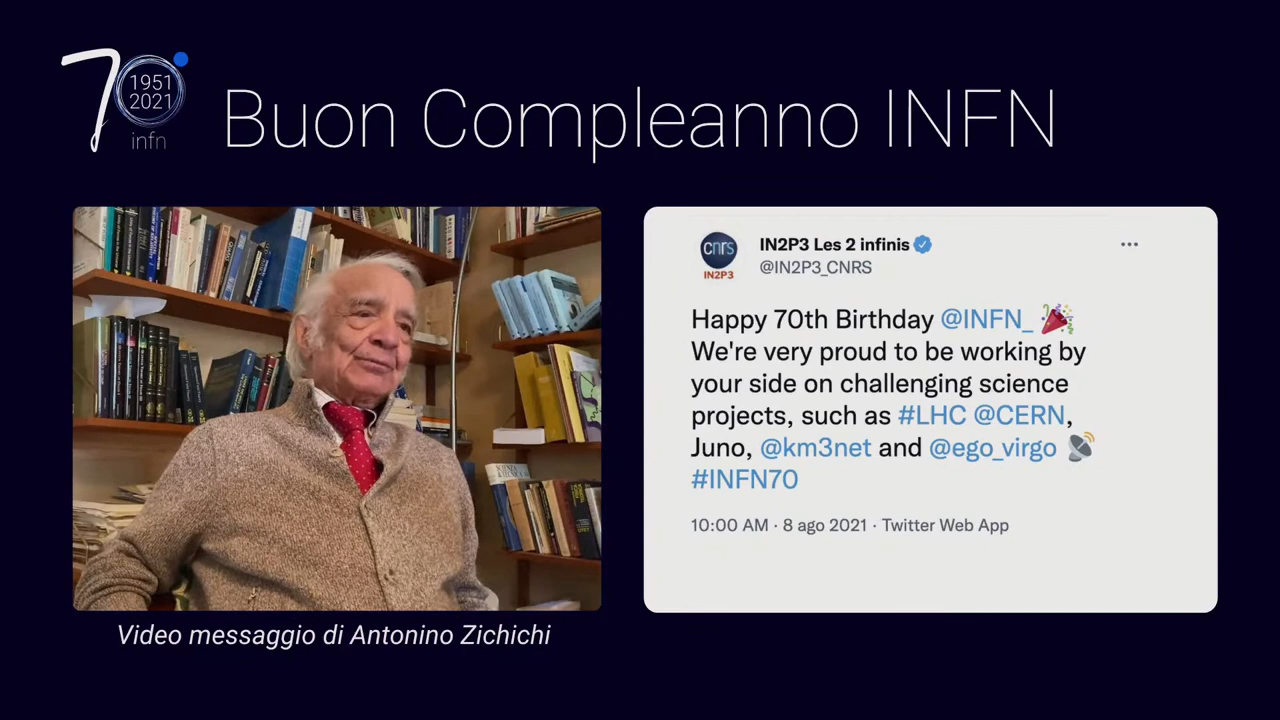 70
1951
2021
infn
Buon Compleanno INFN
cnrs
IN2P3
IN2P3 Les 2 infinis
@IN2P3_CNRS
Happy 70th Birthday @INFN_ 🎉
We're very proud to be working by
your side on challenging science
projects, such as #LHC @CERN,
Juno, @km3net and @ego_virgo 📡
#INFN70
10:00 AM · 8 ago 2021 · Twitter Web App
Video messaggio di Antonino Zichichi